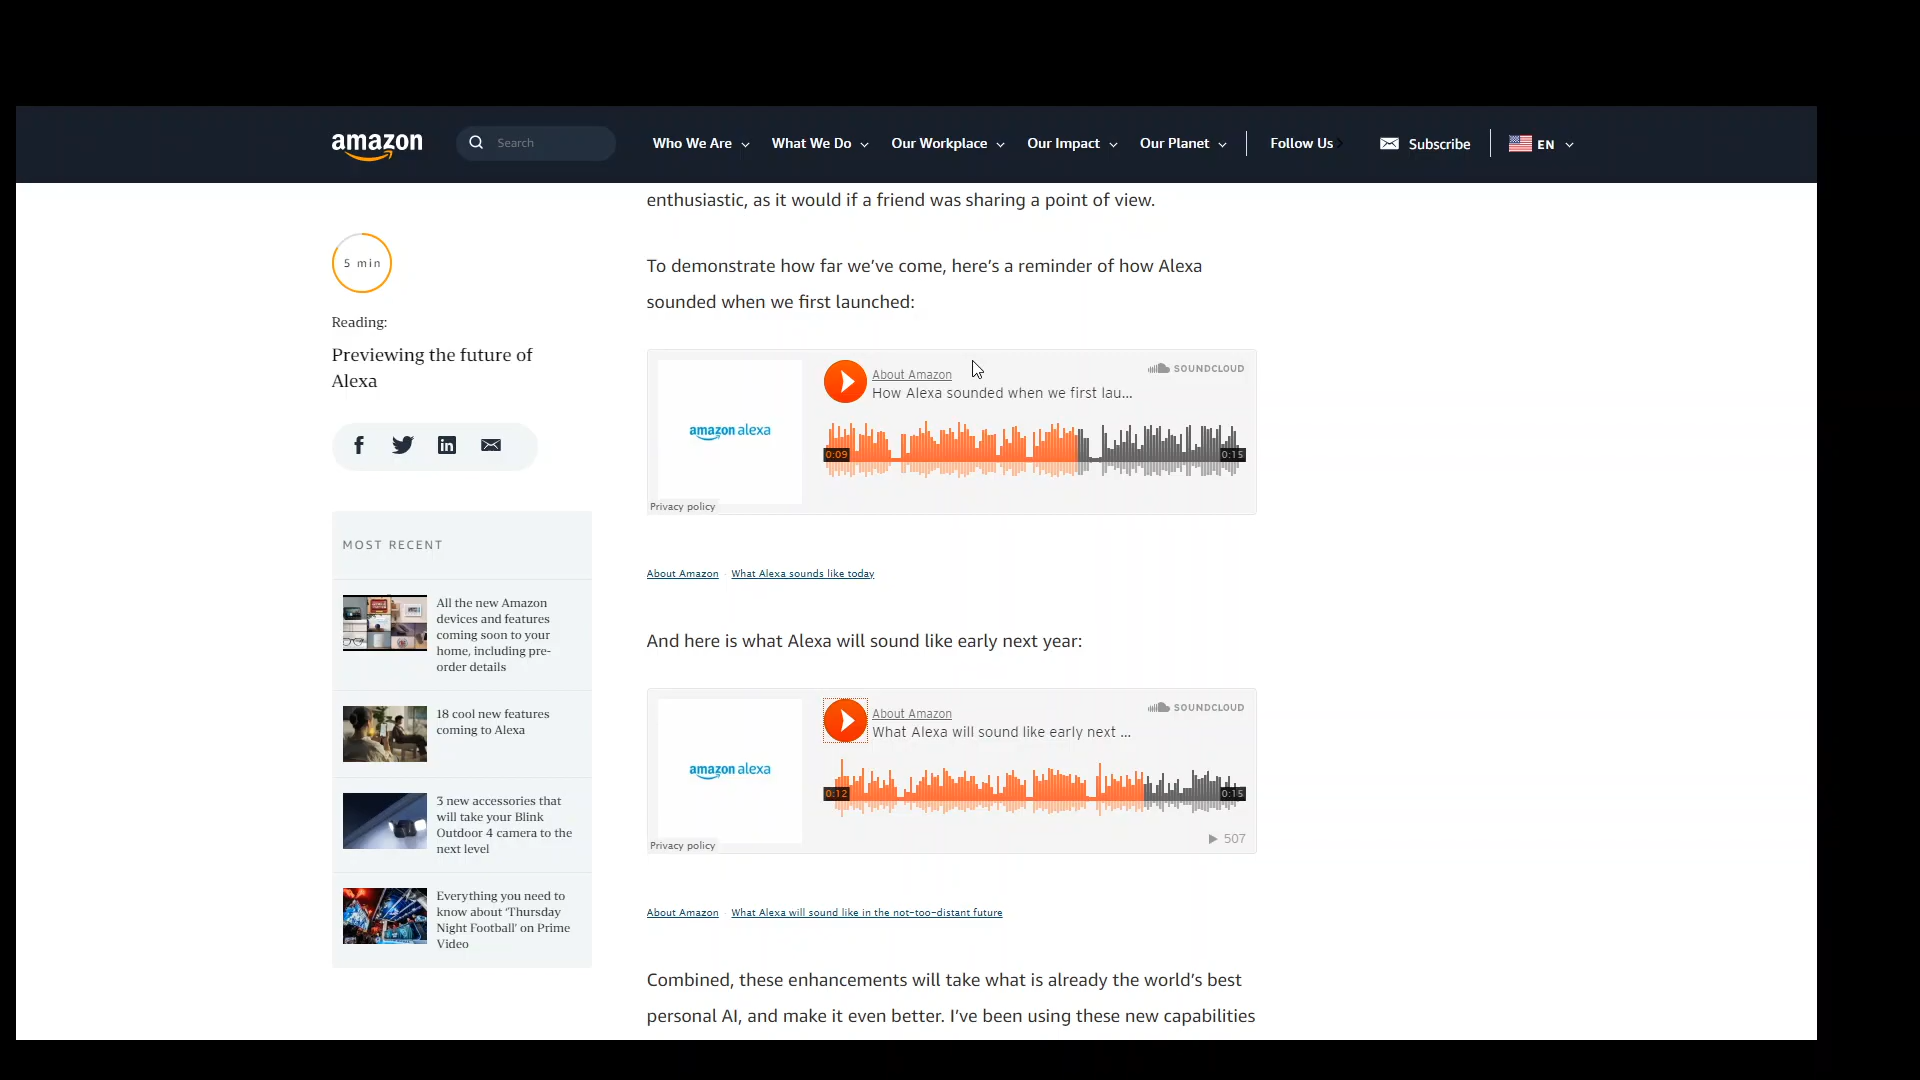 amazon
Search
Who We Are
What We Do
Our Workplace
Our Impact
Our Planet
Follow Us
Subscribe
EN
5 min
Reading:
Previewing the future of
Alexa
MOST RECENT
All the new Amazon
devices and features
coming soon to your
home, including pre-
order details
18 cool new features
coming to Alexa
3 new accessories that
will take your Blink
Outdoor 4 camera to the
next level
Everything you need to
know about ‘Thursday
Night Football’ on Prime
Video
enthusiastic, as it would if a friend was sharing a point of view.
To demonstrate how far we’ve come, here’s a reminder of how Alexa
sounded when we first launched:
amazon alexa
Privacy policy
About Amazon
How Alexa sounded when we first lau...
SOUNDCLOUD
0:09
0:15
About Amazon · What Alexa sounds like today
And here is what Alexa will sound like early next year:
amazon alexa
Privacy policy
About Amazon
What Alexa will sound like early next ...
SOUNDCLOUD
0:12
0:15
507
About Amazon · What Alexa will sound like in the not-too-distant future
Combined, these enhancements will take what is already the world’s best
personal AI, and make it even better. I’ve been using these new capabilities